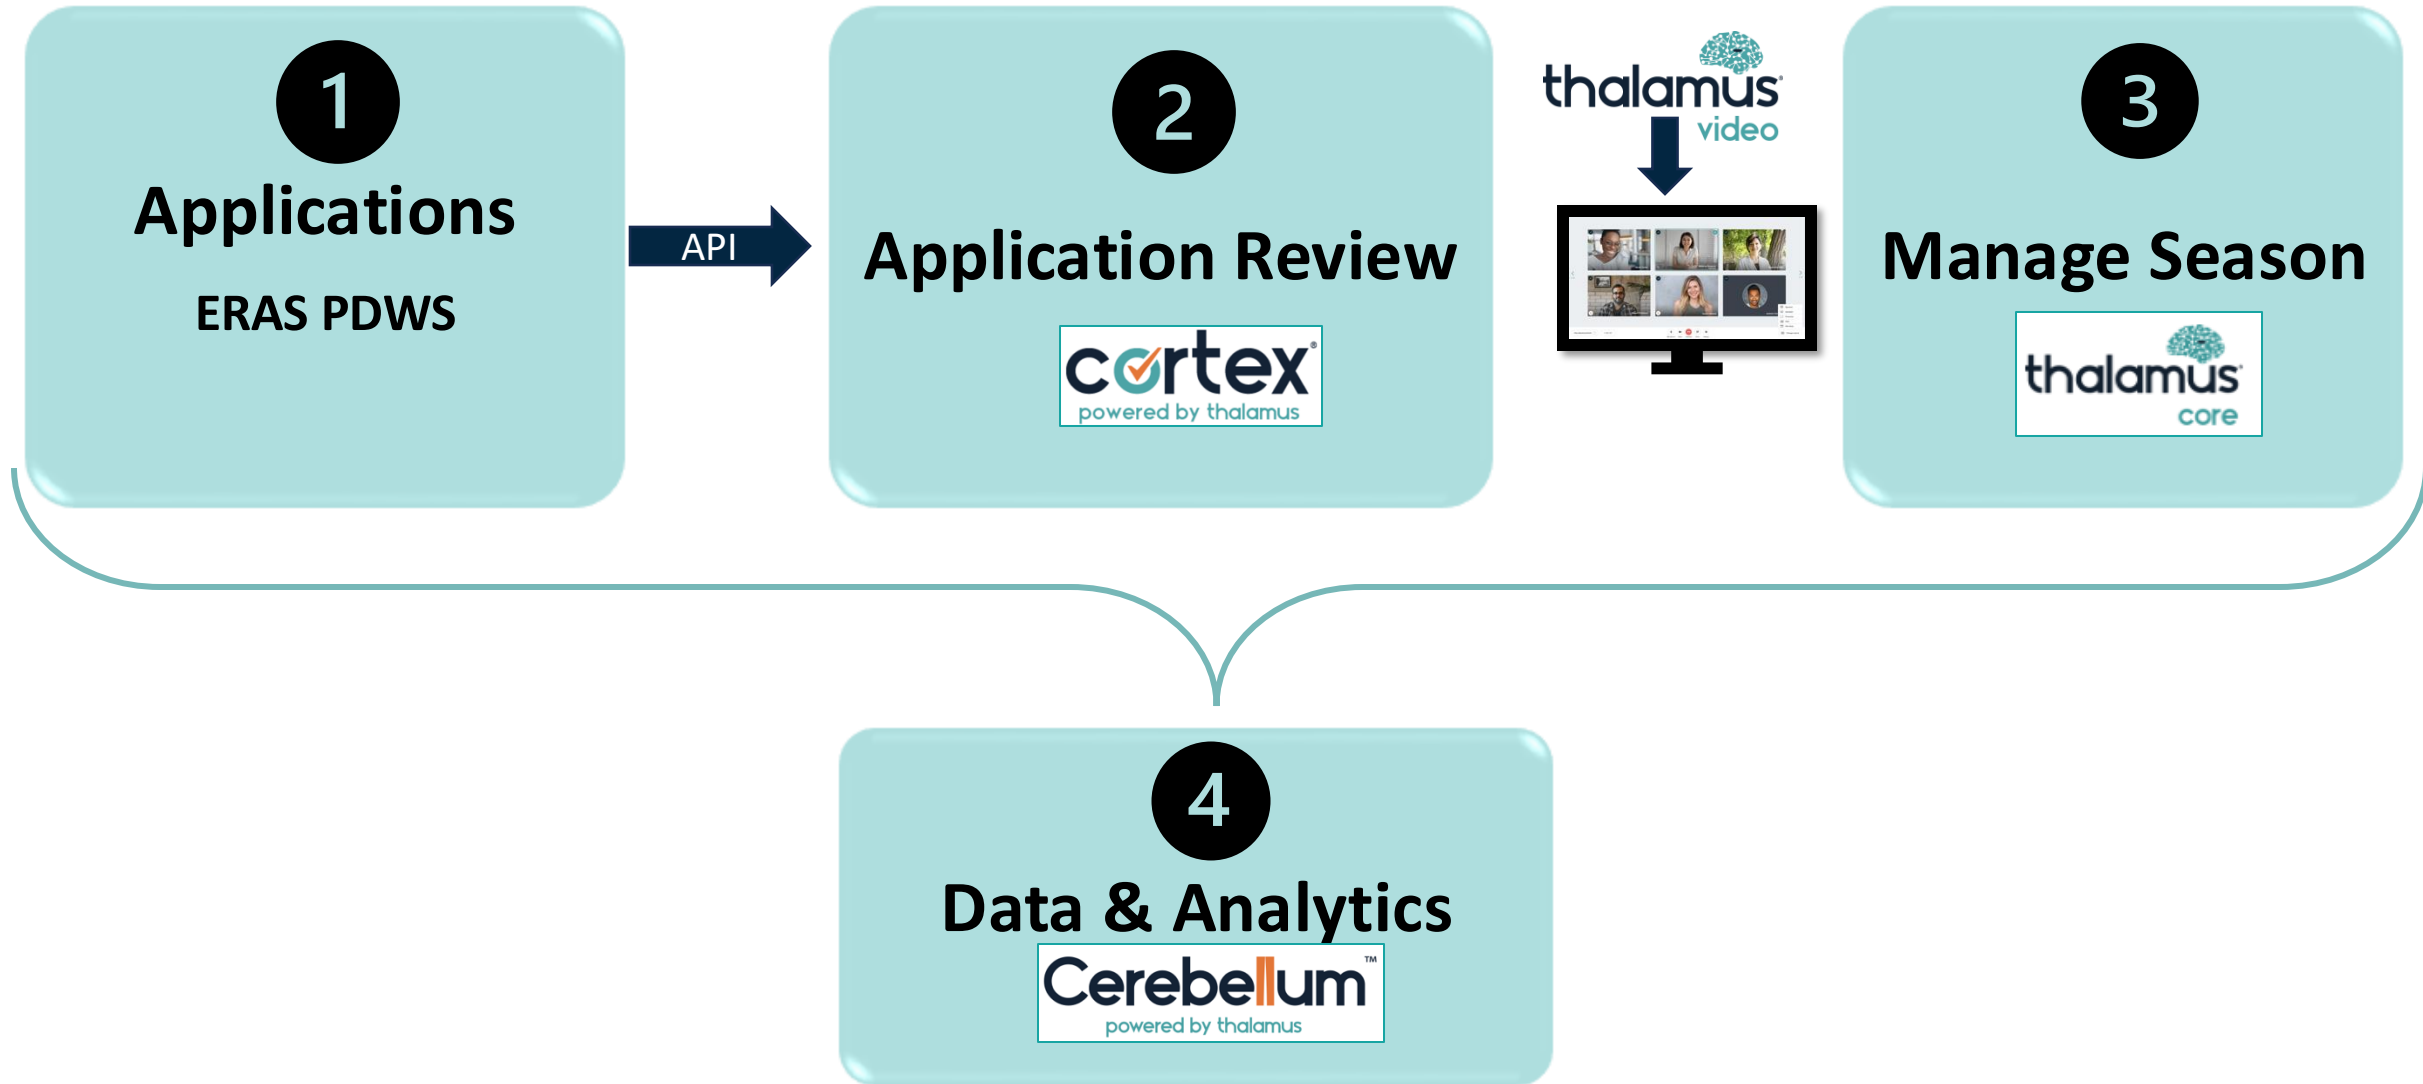 1
Applications
ERAS PDWS
API
2
Application Review
cortex®
powered by thalamus
thalamus
video
3
Manage Season
thalamus
core
4
Data & Analytics
Cerebellum™
powered by thalamus